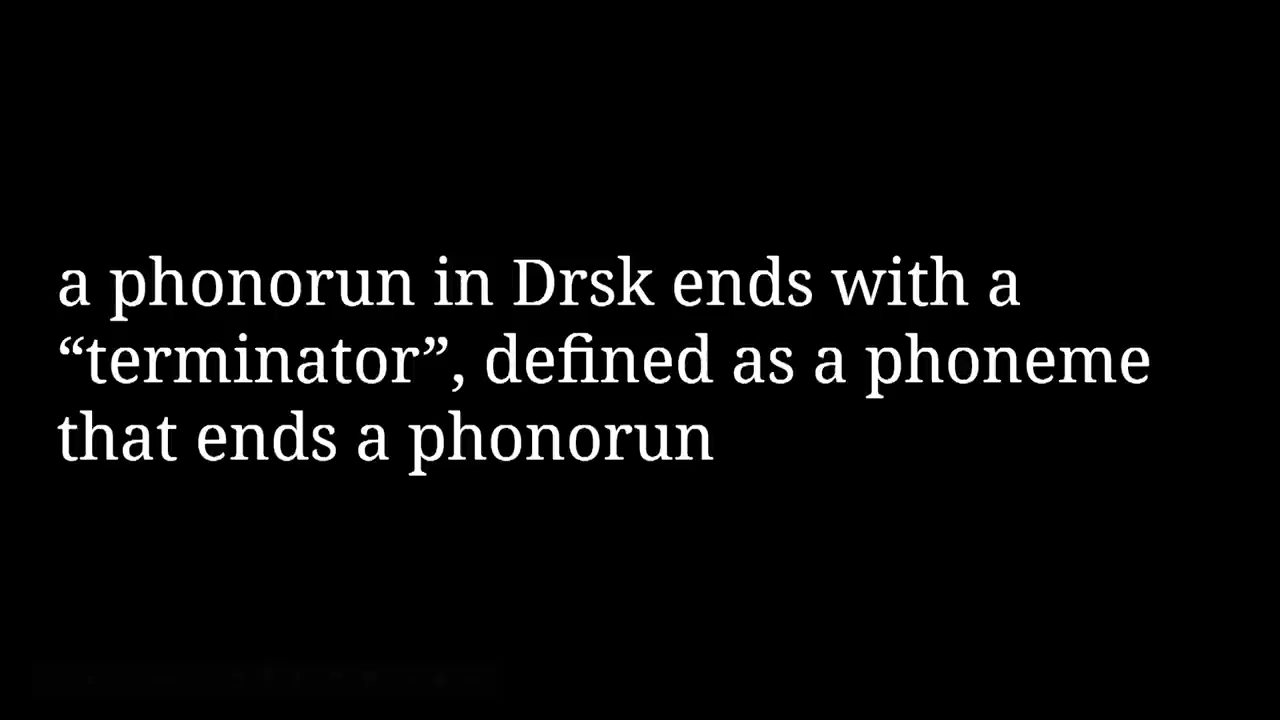 a phonorun in Drsk ends with a
“terminator”, defined as a phoneme
that ends a phonorun